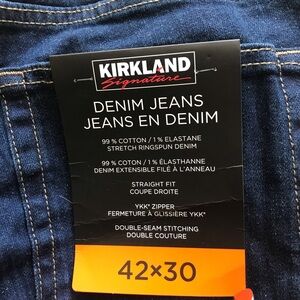 KIRKLAND
Signature
DENIM JEANS
JEANS EN DENIM
99 % COTTON / 1 % ELASTANE
STRETCH RINGSPUN DENIM
99 % COTON / 1 % ÉLASTHANNE
DENIM EXTENSIBLE FILÉ À L'ANNEAU
STRAIGHT FIT
COUPE DROITE
YKK® ZIPPER
FERMETURE À GLISSIÈRE YKK®
DOUBLE-SEAM STITCHING
DOUBLE COUTURE
42×30